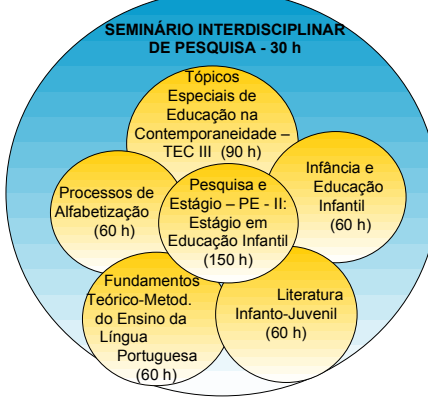 SEMINÁRIO INTERDISCIPLINAR
DE PESQUISA - 30 h
Tópicos
Especiais de
Educação na
Contemporaneidade –
TEC III (90 h)
Processos de
Alfabetização
(60 h)
Pesquisa e
Estágio – PE - II:
Estágio em
Educação Infantil
(150 h)
Infância e
Educação
Infantil
(60 h)
Fundamentos
Teórico-Metod.
do Ensino da
Língua
Portuguesa
(60 h)
Literatura
Infanto-Juvenil
(60 h)